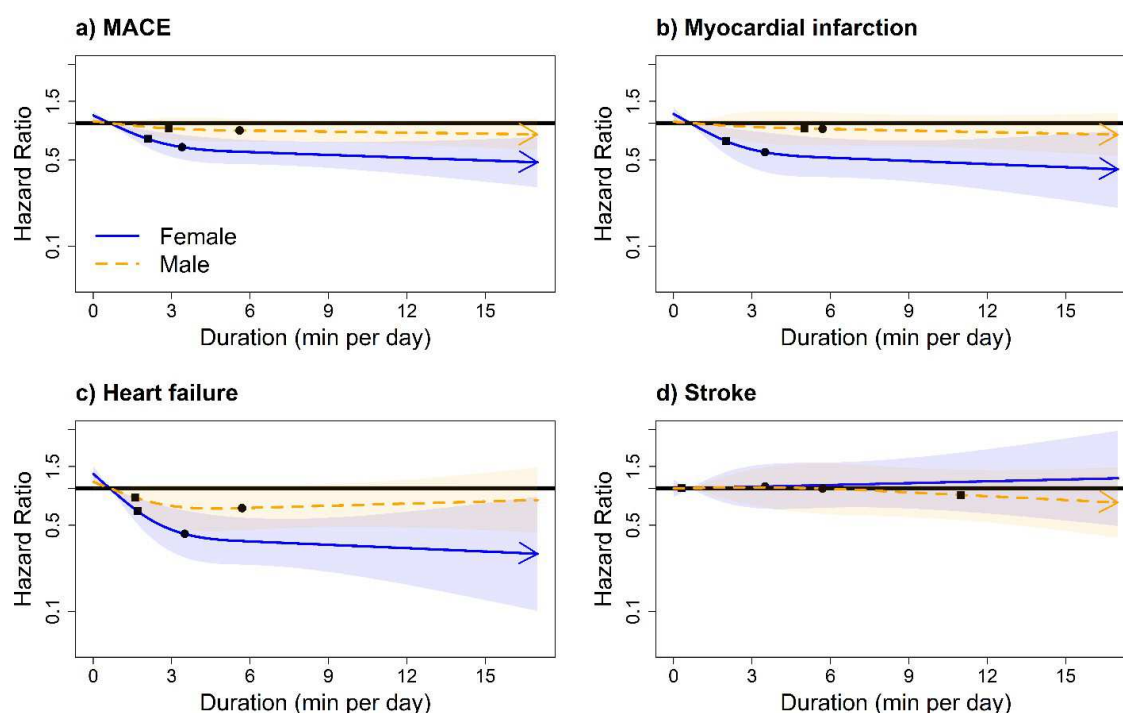 a) MACE
Hazard Ratio
1.5
0.5
0.1
Female
Male
0 3 6 9 12 15
Duration (min per day)
b) Myocardial infarction
Hazard Ratio
1.5
0.5
0.1
0 3 6 9 12 15
Duration (min per day)
c) Heart failure
Hazard Ratio
1.5
0.5
0.1
0 3 6 9 12 15
Duration (min per day)
d) Stroke
Hazard Ratio
1.5
0.5
0.1
0 3 6 9 12 15
Duration (min per day)